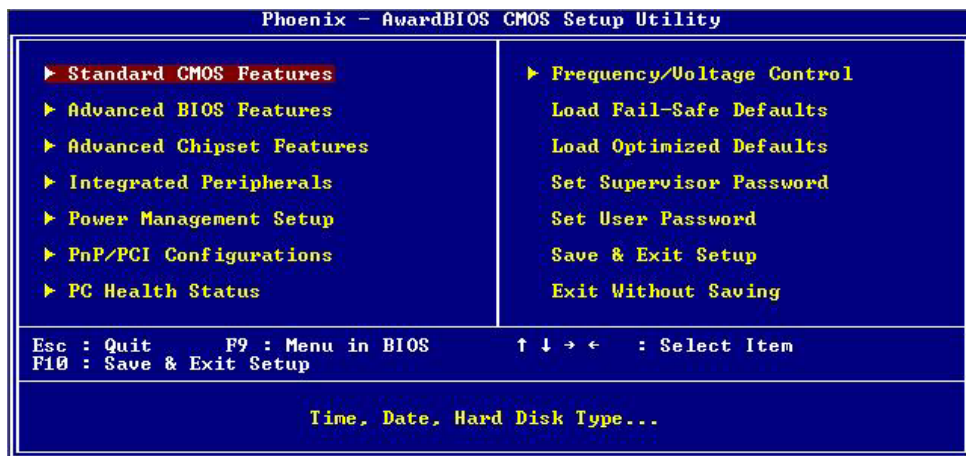 Phoenix - AwardBIOS CMOS Setup Utility
▶ Standard CMOS Features
▶ Advanced BIOS Features
▶ Advanced Chipset Features
▶ Integrated Peripherals
▶ Power Management Setup
▶ PnP/PCI Configurations
▶ PC Health Status
▶ Frequency/Voltage Control
Load Fail-Safe Defaults
Load Optimized Defaults
Set Supervisor Password
Set User Password
Save & Exit Setup
Exit Without Saving
Esc : Quit F9 : Menu in BIOS ↑ ↓ → ← : Select Item
F10 : Save & Exit Setup
Time, Date, Hard Disk Type...